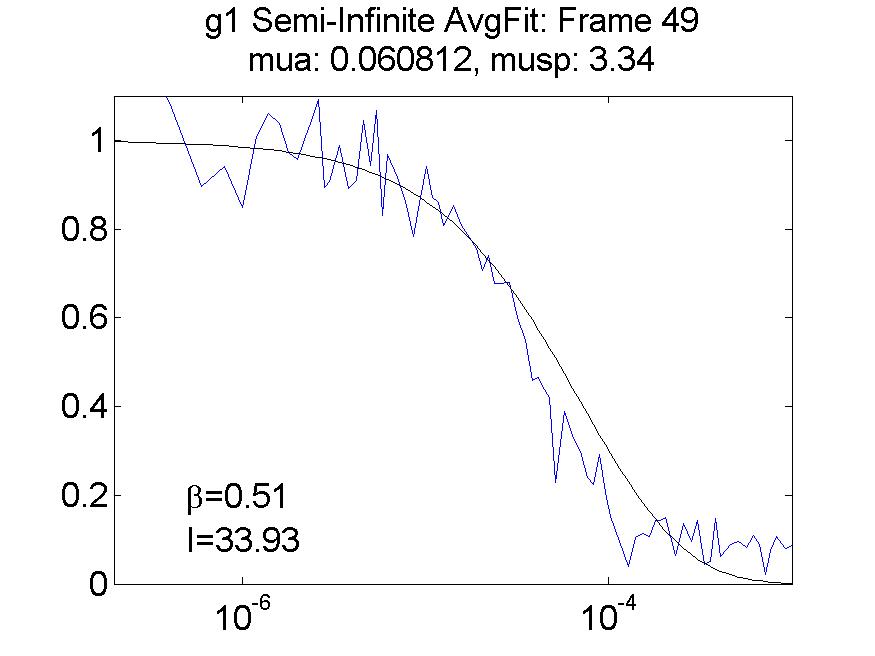 g1 Semi-Infinite AvgFit: Frame 49
mua: 0.060812, musp: 3.34
1
0.8
0.6
0.4
0.2
0
β=0.51
I=33.93
10^-6
10^-4